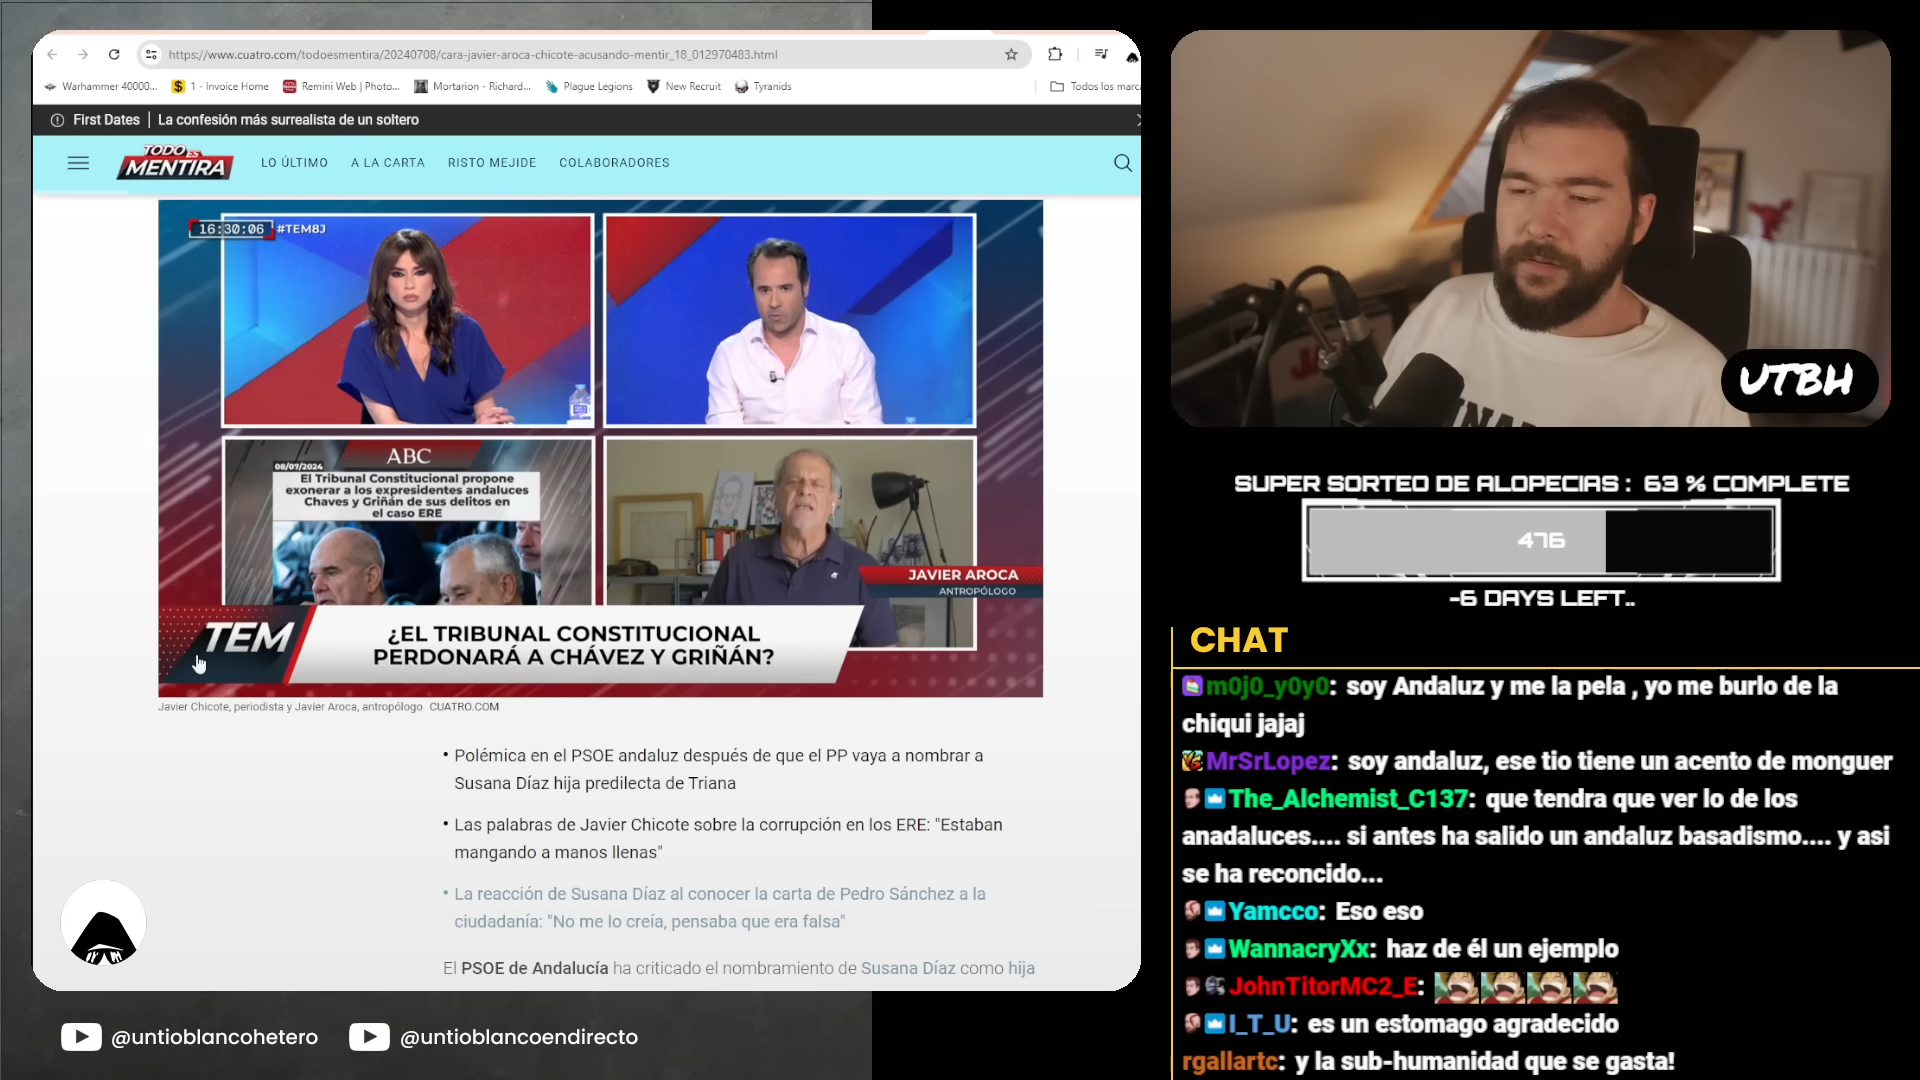 https://www.cuatro.com/todoesmentira/20240708/cara-javier-aroca-chicote-acusando-mentir_18_012970483.html
Warhammer 40000... 1 - Invoice Home Remini Web | Photo... Mortarion - Richard... Plague Legions New Recruit Tyranids Todos los marc
First Dates | La confesión más surrealista de un soltero
TODO ES MENTIRA
LO ÚLTIMO A LA CARTA RISTO MEJIDE COLABORADORES
16:30:06 #TEM8J
ABC
08/07/2024
El Tribunal Constitucional propone
exonerar a los expresidentes andaluces
Chaves y Griñán de sus delitos en
el caso ERE
JAVIER AROCA
ANTROPÓLOGO
TEM
¿EL TRIBUNAL CONSTITUCIONAL
PERDONARÁ A CHÁVEZ Y GRIÑÁN?
Javier Chicote, periodista y Javier Aroca, antropólogo CUATRO.COM
• Polémica en el PSOE andaluz después de que el PP vaya a nombrar a
Susana Díaz hija predilecta de Triana
• Las palabras de Javier Chicote sobre la corrupción en los ERE: "Estaban
mangando a manos llenas"
• La reacción de Susana Díaz al conocer la carta de Pedro Sánchez a la
ciudadanía: "No me lo creía, pensaba que era falsa"
El PSOE de Andalucía ha criticado el nombramiento de Susana Díaz como hija
@untioblancohetero @untioblancoendirecto
UTBH
SUPER SORTEO DE ALOPECIAS : 63 % COMPLETE
476
-6 DAYS LEFT..
CHAT
m0j0_y0y0: soy Andaluz y me la pela , yo me burlo de la
chiqui jajaj
MrSrLopez: soy andaluz, ese tio tiene un acento de monguer
The_Alchemist_C137: que tendra que ver lo de los
anadaluces.... si antes ha salido un andaluz basadismo.... y asi
se ha reconcido...
Yamcco: Eso eso
WannacryXx: haz de él un ejemplo
JohnTitorMC2_E:
I_T_U: es un estomago agradecido
rgallartc: y la sub-humanidad que se gasta!